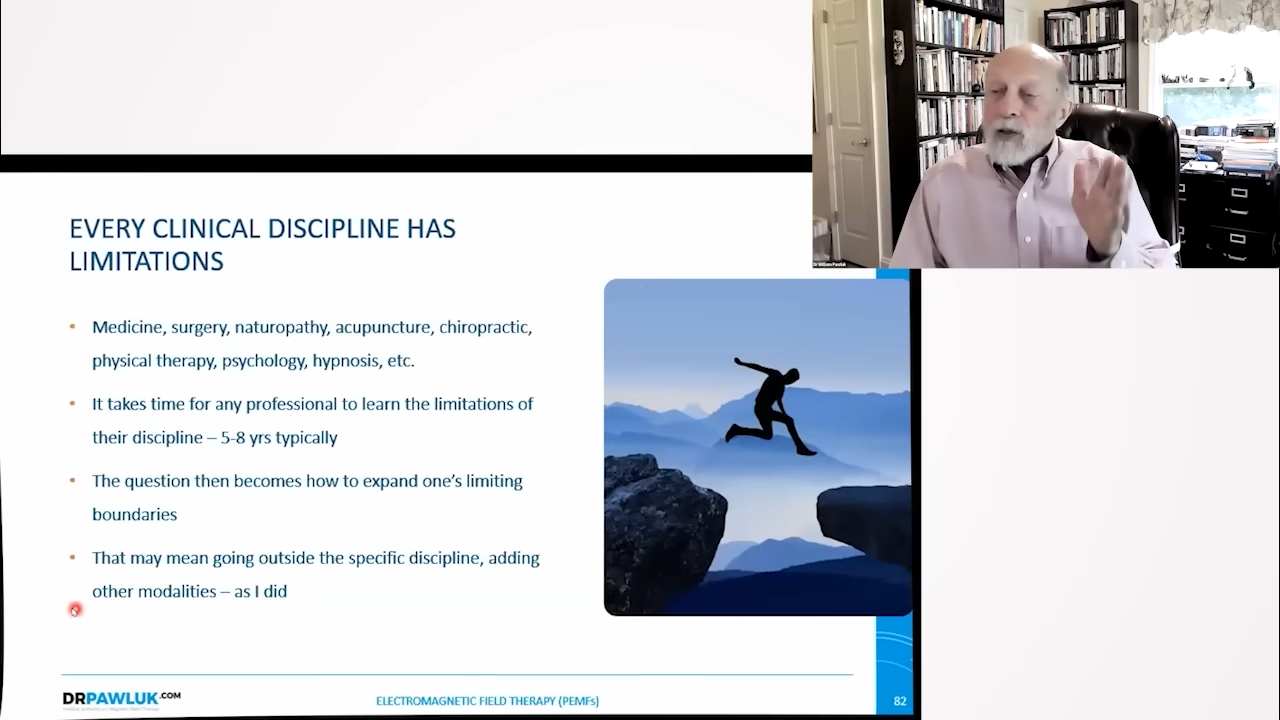 EVERY CLINICAL DISCIPLINE HAS
LIMITATIONS
• Medicine, surgery, naturopathy, acupuncture, chiropractic,
physical therapy, psychology, hypnosis, etc.
• It takes time for any professional to learn the limitations of
their discipline – 5-8 yrs typically
• The question then becomes how to expand one’s limiting
boundaries
• That may mean going outside the specific discipline, adding
other modalities – as I did
DRPAWLUK.COM
ELECTROMAGNETIC FIELD THERAPY (PEMFs)
82
Dr William Pawluk